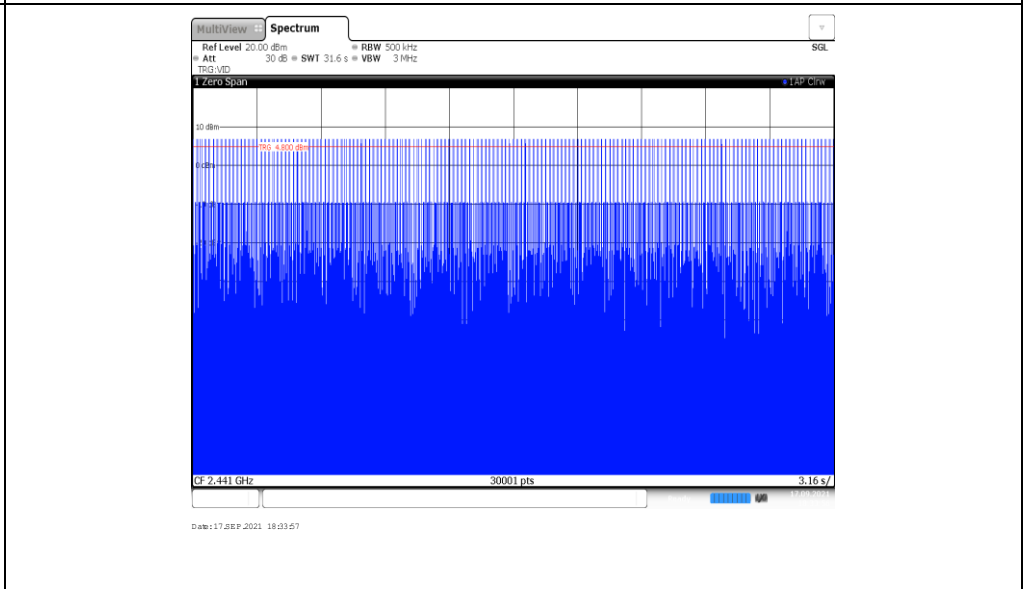 MultiView Spectrum
Ref Level 20.00 dBm RBW 500 kHz SGL
Att 30 dB SWT 31.6 s VBW 3 MHz
TRG:VID
1 Zero Span 1AP Clrw
10 dBm
TRG 4.800 dBm
0 dBm
CF 2.441 GHz 30001 pts 3.16 s/
17.09.2021
Date:17.SEP.2021 18:33:57